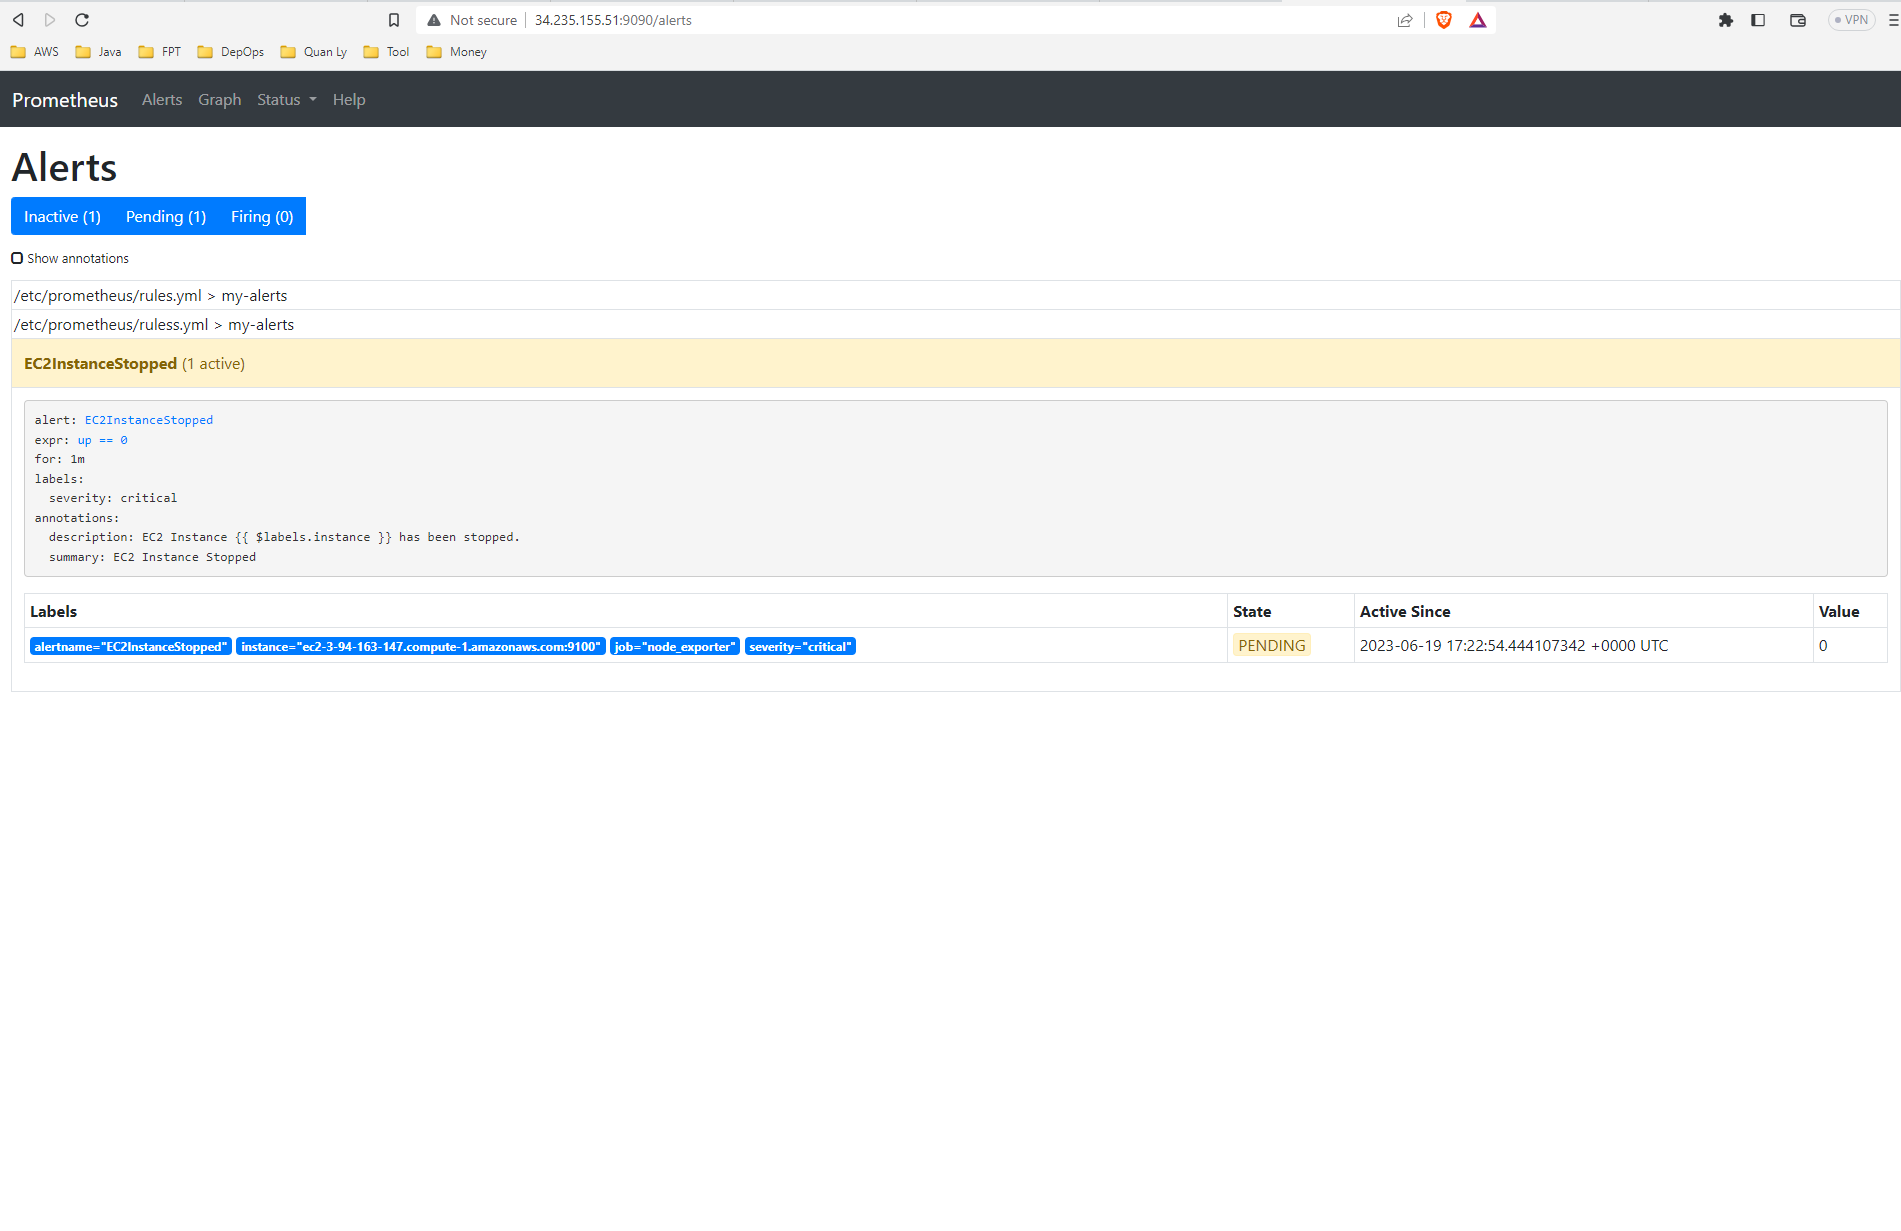 Not secure 34.235.155.51:9090/alerts VPN
AWS Java FPT DepOps Quan Ly Tool Money
Prometheus Alerts Graph Status Help
Alerts
Inactive (1) Pending (1) Firing (0)
Show annotations
/etc/prometheus/rules.yml > my-alerts
/etc/prometheus/ruless.yml > my-alerts
EC2InstanceStopped (1 active)
alert: EC2InstanceStopped
expr: up == 0
for: 1m
labels:
  severity: critical
annotations:
  description: EC2 Instance {{ $labels.instance }} has been stopped.
  summary: EC2 Instance Stopped
Labels State Active Since Value
alertname="EC2InstanceStopped" instance="ec2-3-94-163-147.compute-1.amazonaws.com:9100" job="node_exporter" severity="critical" PENDING 2023-06-19 17:22:54.444107342 +0000 UTC 0